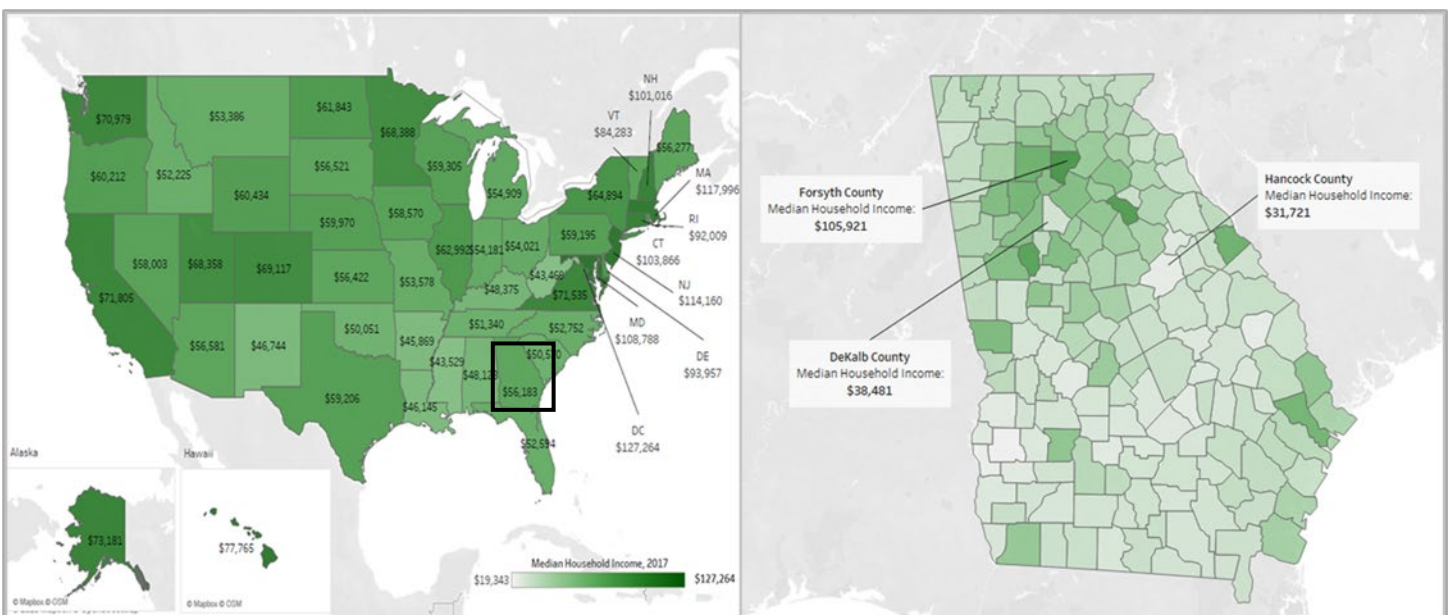 NH
$101,016
VT
$84,283
$70,979
$53,386
$61,843
$68,388
$56,277
$60,212
$52,225
$56,521
$59,305
$54,909
$64,894
MA
$117,996
$60,434
$59,970
$58,570
$59,195
RI
$92,009
CT
$103,866
$58,003
$68,358
$69,117
$56,422
$62,992
$54,181
$54,021
$43,469
NJ
$114,160
$71,805
$53,578
$48,375
$71,535
MD
$108,788
$56,581
$46,744
$50,051
$45,869
$51,340
$52,752
DE
$93,957
$59,206
$46,145
$43,529
$56,183
$52,594
DC
$127,264
Alaska
Hawaii
$73,181
$77,765
© Mapbox © OSM
© Mapbox © OSM
Median Household Income, 2017
$19,343
$127,264
Forsyth County
Median Household Income:
$105,921
Hancock County
Median Household Income:
$31,721
DeKalb County
Median Household Income:
$38,481